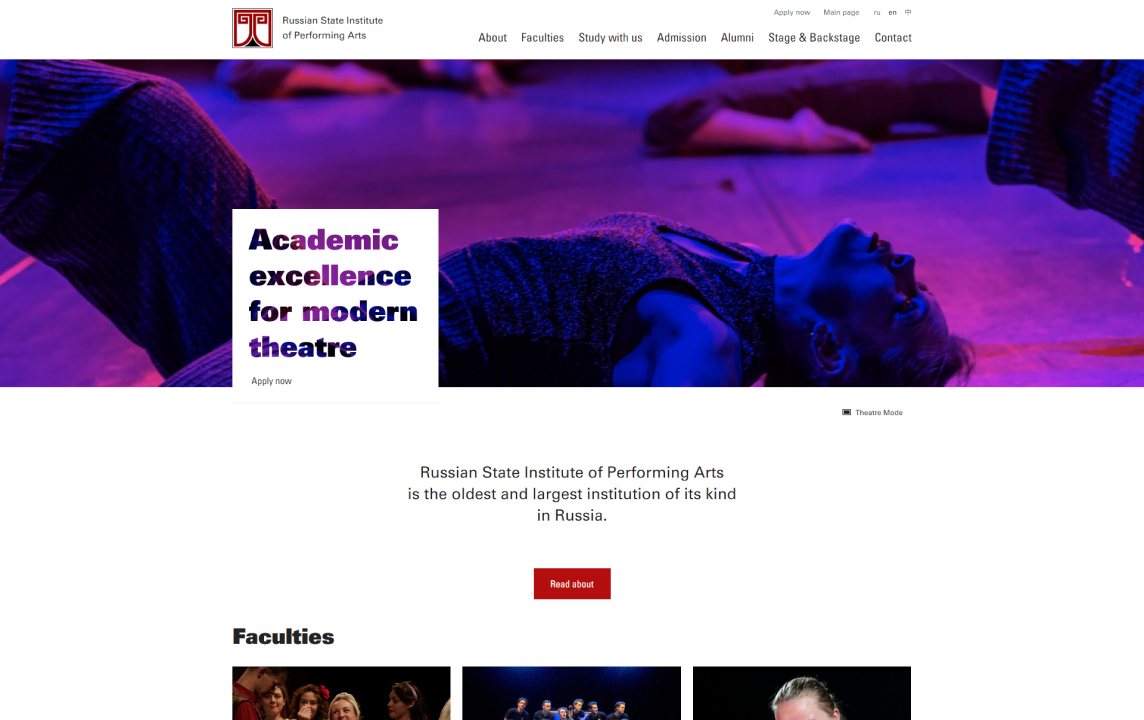 Russian State Institute
of Performing Arts
Apply now Main page ru en 中
About Faculties Study with us Admission Alumni Stage & Backstage Contact
Academic
excellence
for modern
theatre
Apply now
Theatre Mode
Russian State Institute of Performing Arts
is the oldest and largest institution of its kind
in Russia.
Read about
Faculties